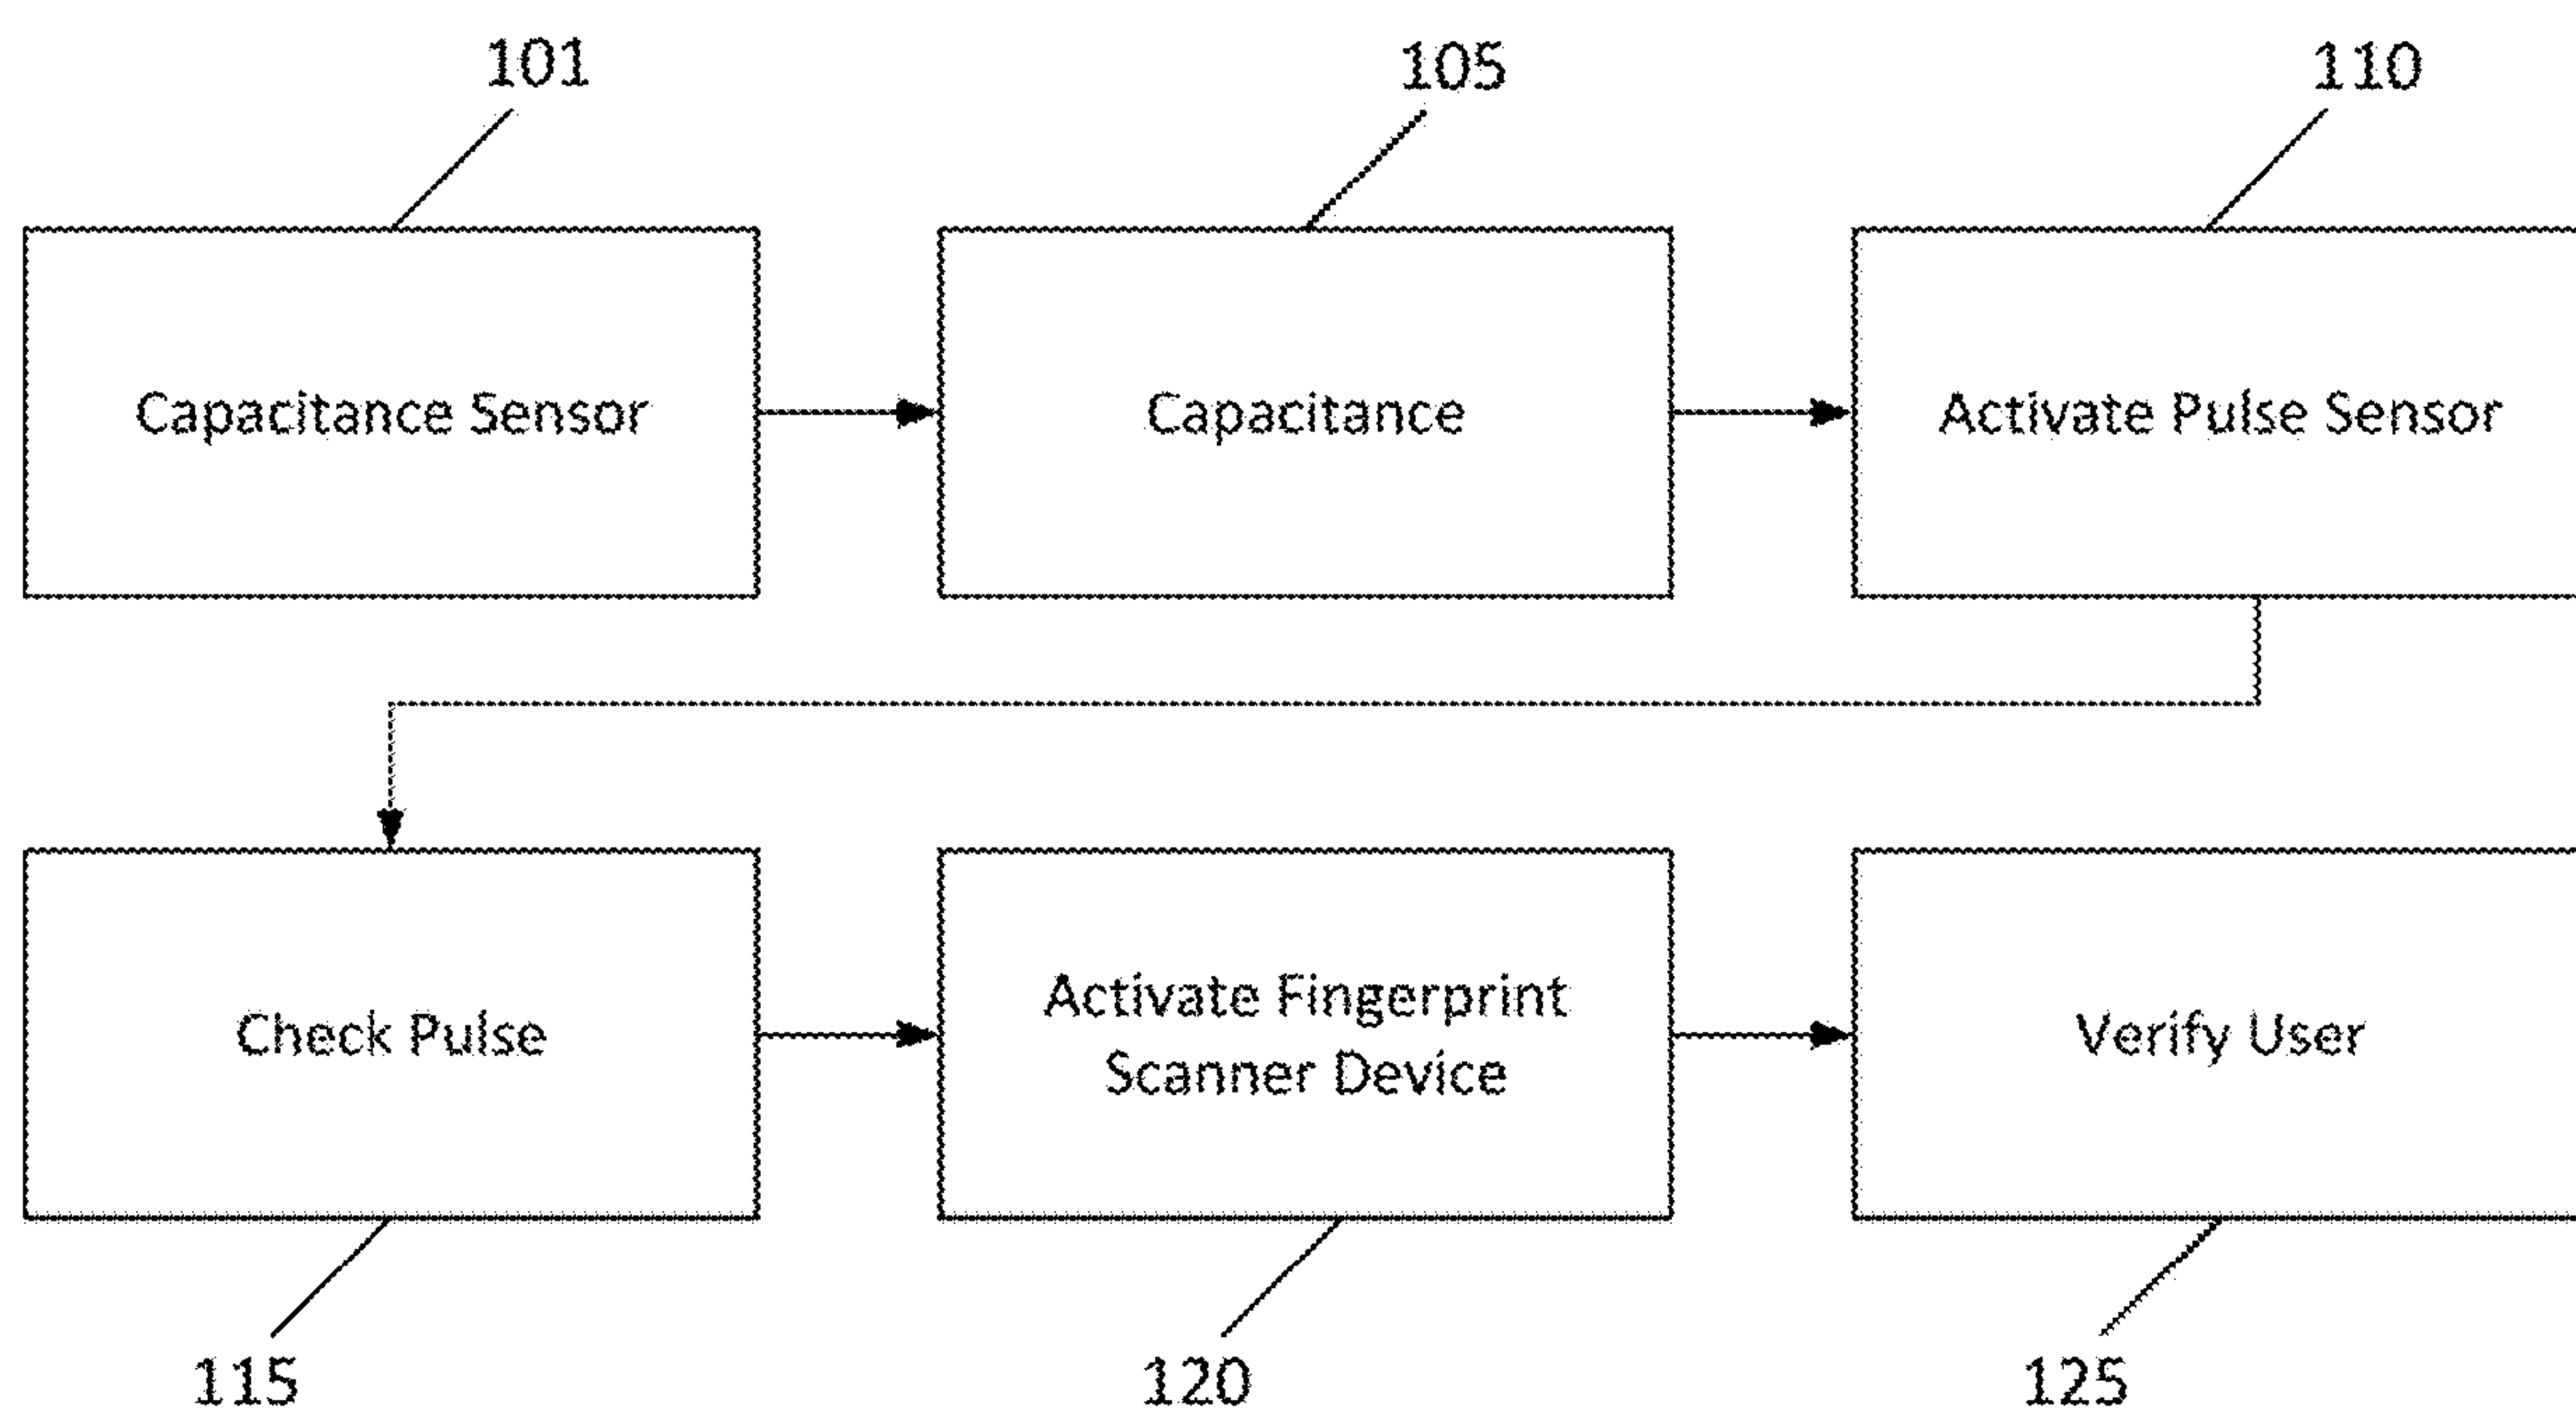 101
105
110
Capacitance Sensor
Capacitance
Activate Pulse Sensor
Check Pulse
Activate Fingerprint
Scanner Device
Verify User
115
120
125